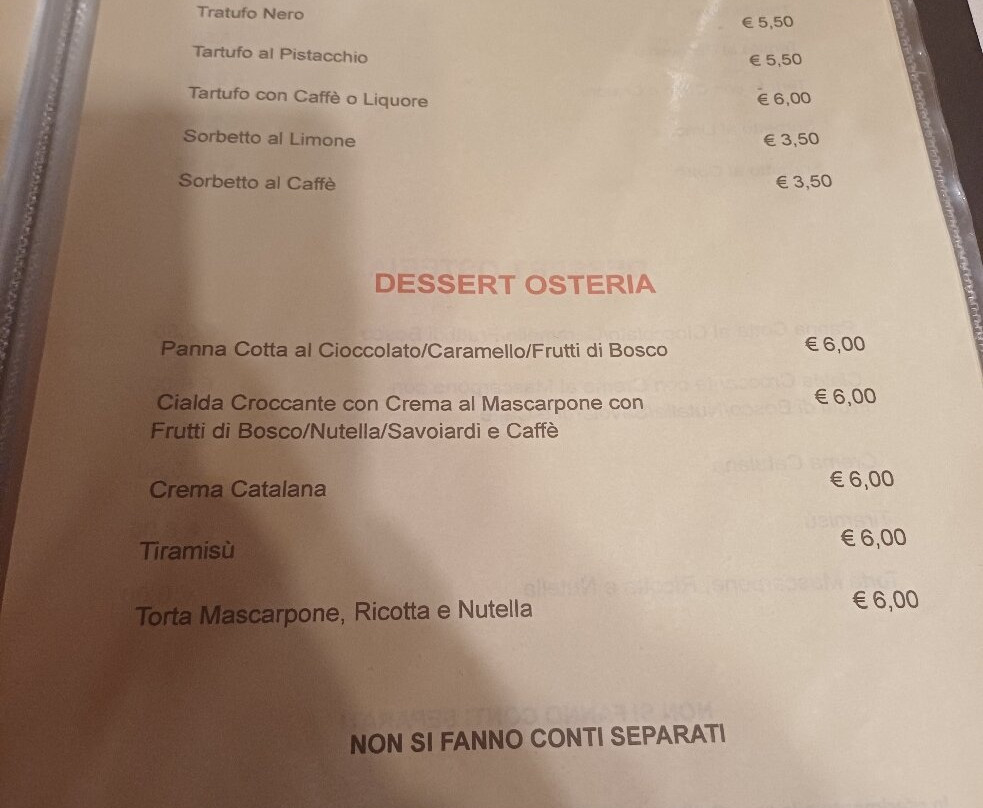 Tratufo Nero € 5,50
Tartufo al Pistacchio € 5,50
Tartufo con Caffè o Liquore € 6,00
Sorbetto al Limone € 3,50
Sorbetto al Caffè € 3,50
DESSERT OSTERIA
Panna Cotta al Cioccolato/Caramello/Frutti di Bosco € 6,00
Cialda Croccante con Crema al Mascarpone con € 6,00
Frutti di Bosco/Nutella/Savoiardi e Caffè
Crema Catalana € 6,00
Tiramisù € 6,00
Torta Mascarpone, Ricotta e Nutella € 6,00
NON SI FANNO CONTI SEPARATI